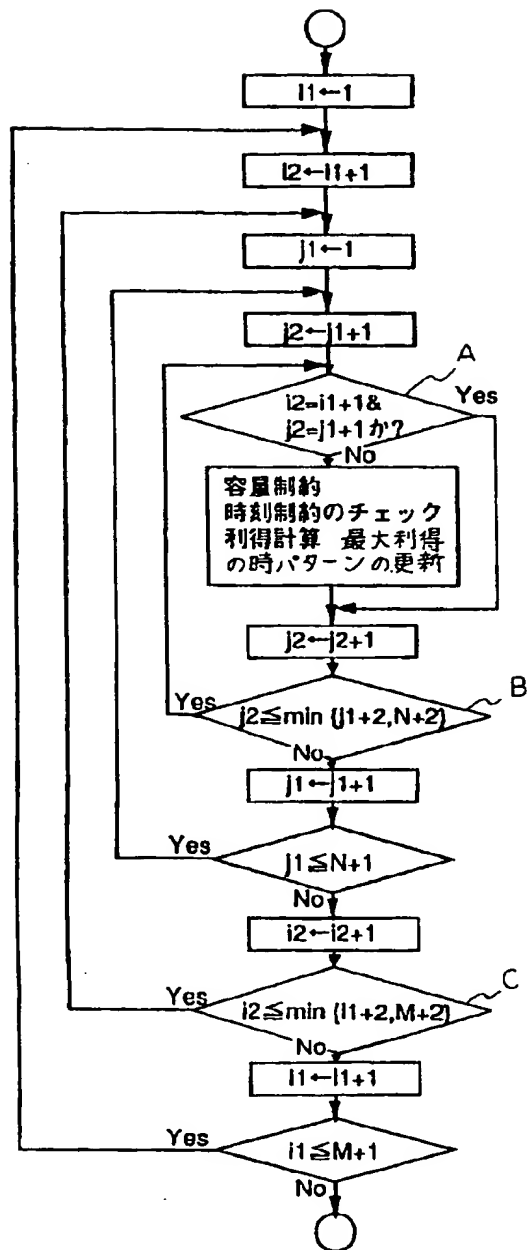 i1←1
i2←i1+1
j1←1
j2←j1+1
A
i2=i1+1&
j2=j1+1か?
Yes
No
容量制約
時刻制約のチェック
利得計算 最大利得
の時パターンの更新
j2←j2+1
B
Yes
j2≦min{j1+2,N+2}
No
j1←j1+1
Yes
j1≦N+1
No
i2←i2+1
C
Yes
i2≦min{i1+2,M+2}
No
i1←i1+1
Yes
i1≦M+1
No